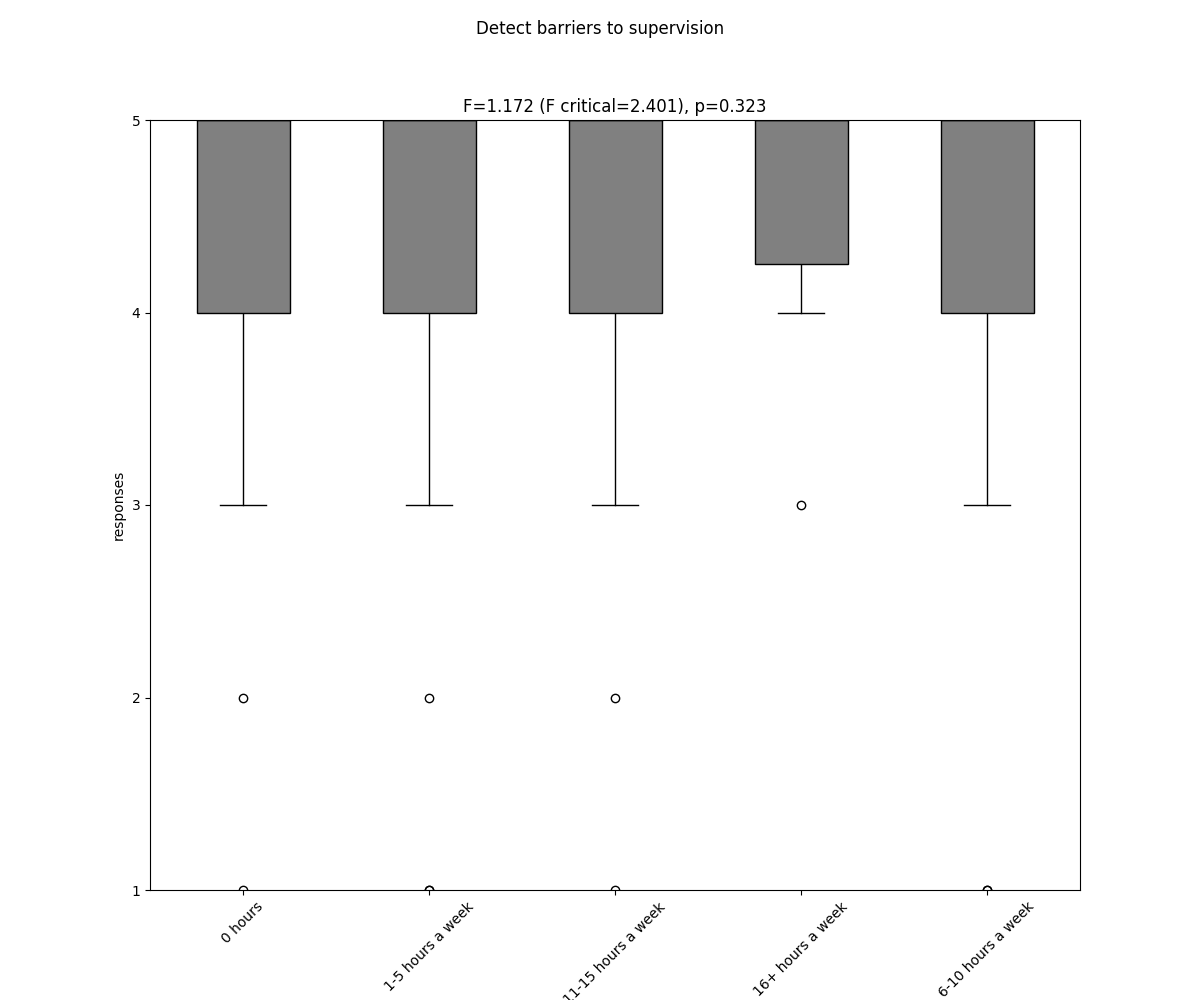 Detect barriers to supervision
F=1.172 (F critical=2.401), p=0.323
5
4
3
2
1
responses
0 hours
1-5 hours a week
11-15 hours a week
16+ hours a week
6-10 hours a week